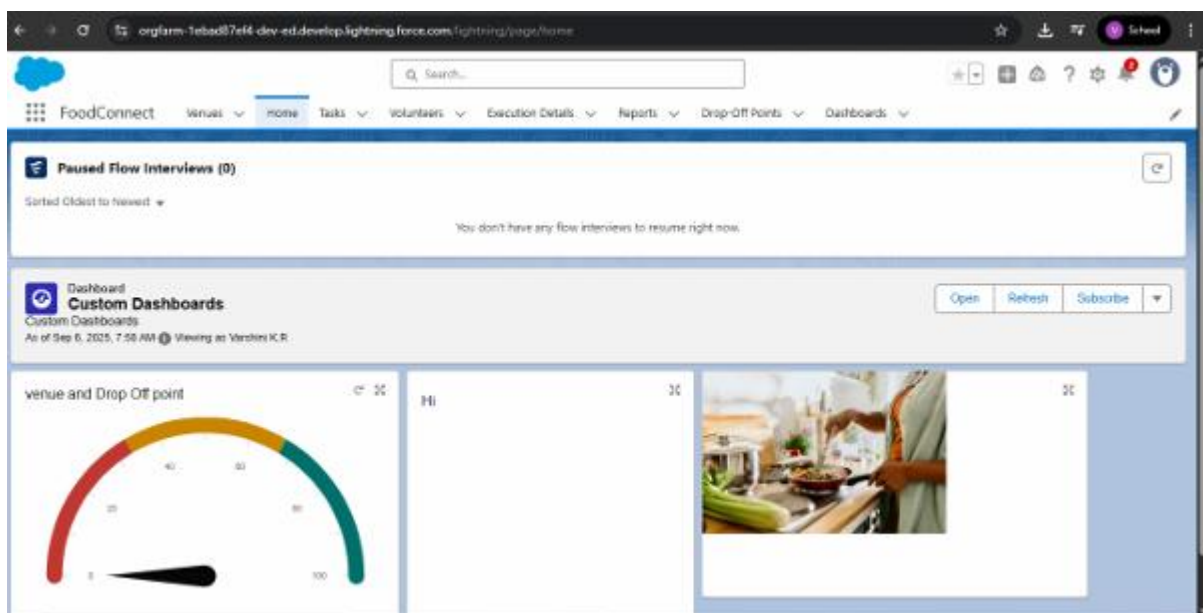 orgfarm-1ebad87ef4-dev-ed.develop.lightning.force.com/lightning/page/home
School
Search...
FoodConnect Venues Home Tasks Volunteers Execution Details Reports Drop-Off Points Dashboards
Paused Flow Interviews (0)
Sorted Oldest to Newest
You don't have any flow interviews to resume right now.
Dashboard
Custom Dashboards
Open Refresh Subscribe
Custom Dashboards
As of Sep 6, 2025, 7:58 AM Viewing as Varshini K.R
venue and Drop Off point
Hi
40 60
20 80
0 100